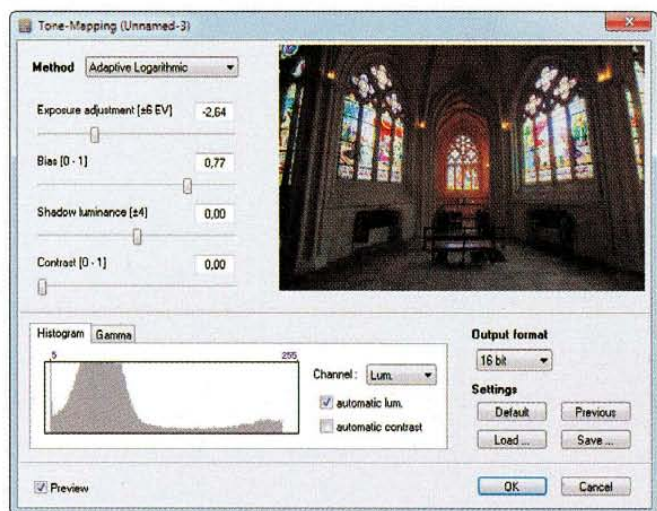 Tone-Mapping (Unnamed-3)
Method Adaptive Logarithmic
Exposure adjustment [±6 EV] -2,64
Bias [0 - 1] 0,77
Shadow luminance [±4] 0,00
Contrast [0 - 1] 0,00
Histogram Gamma
5 255
Channel: Lum.
automatic lum.
automatic contrast
Output format
16 bit
Settings
Default Previous
Load ... Save ...
Preview
OK Cancel